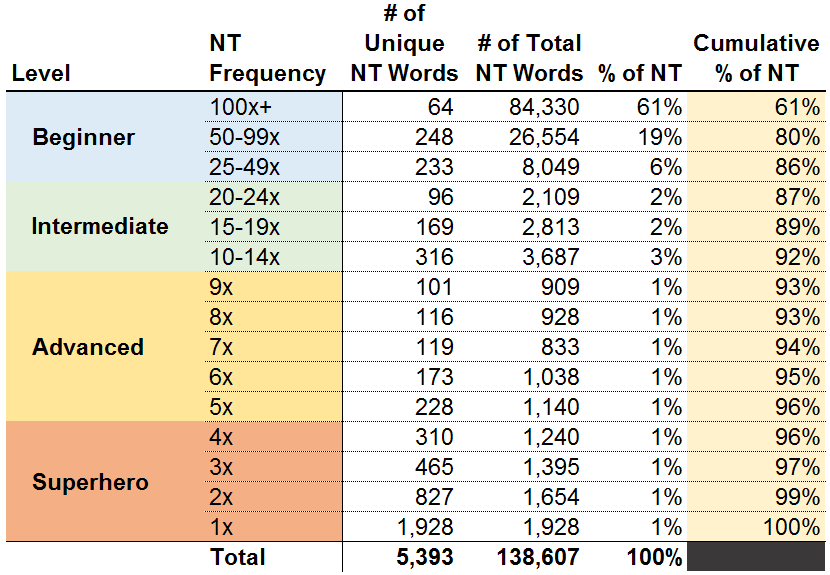 Level NT Frequency # of Unique NT Words # of Total NT Words % of NT Cumulative % of NT
Beginner
100x+ 64 84,330 61% 61%
50-99x 248 26,554 19% 80%
25-49x 233 8,049 6% 86%
Intermediate
20-24x 96 2,109 2% 87%
15-19x 169 2,813 2% 89%
10-14x 316 3,687 3% 92%
Advanced
9x 101 909 1% 93%
8x 116 928 1% 93%
7x 119 833 1% 94%
6x 173 1,038 1% 95%
5x 228 1,140 1% 96%
Superhero
4x 310 1,240 1% 96%
3x 465 1,395 1% 97%
2x 827 1,654 1% 99%
1x 1,928 1,928 1% 100%
Total 5,393 138,607 100%